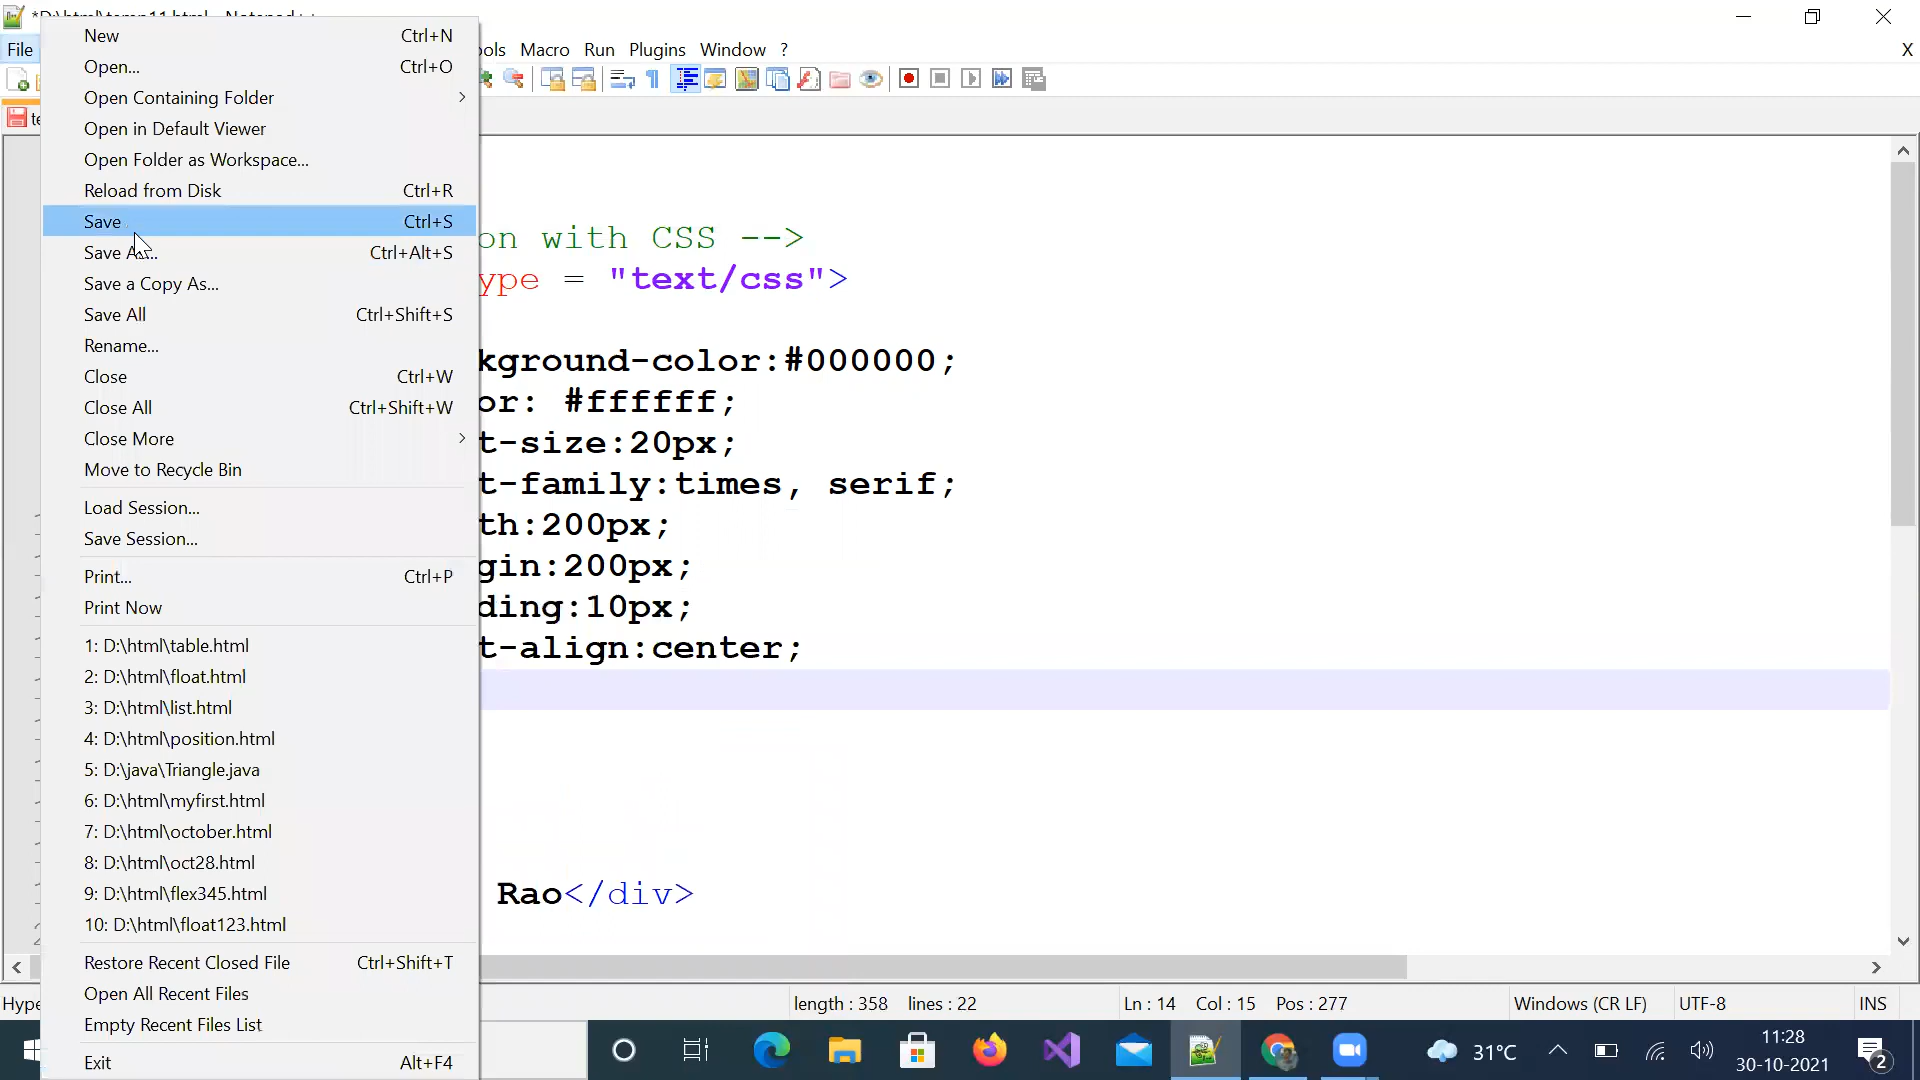 File
ools Macro Run Plugins Window ?
X
New Ctrl+N
Open... Ctrl+O
Open Containing Folder
Open in Default Viewer
Open Folder as Workspace...
Reload from Disk Ctrl+R
Save Ctrl+S
Save As... Ctrl+Alt+S
Save a Copy As...
Save All Ctrl+Shift+S
Rename...
Close Ctrl+W
Close All Ctrl+Shift+W
Close More
Move to Recycle Bin
Load Session...
Save Session...
Print... Ctrl+P
Print Now
1: D:\html\table.html
2: D:\html\float.html
3: D:\html\list.html
4: D:\html\position.html
5: D:\java\Triangle.java
6: D:\html\myfirst.html
7: D:\html\october.html
8: D:\html\oct28.html
9: D:\html\flex345.html
10: D:\html\float123.html
Restore Recent Closed File Ctrl+Shift+T
Open All Recent Files
Empty Recent Files List
Exit Alt+F4
on with CSS -->
ype = "text/css">
kground-color:#000000;
or: #ffffff;
t-size:20px;
t-family:times, serif;
th:200px;
gin:200px;
ding:10px;
t-align:center;
Rao</div>
Hype
length : 358 lines : 22
Ln : 14 Col : 15 Pos : 277
Windows (CR LF) UTF-8 INS
31°C
11:28
30-10-2021
2